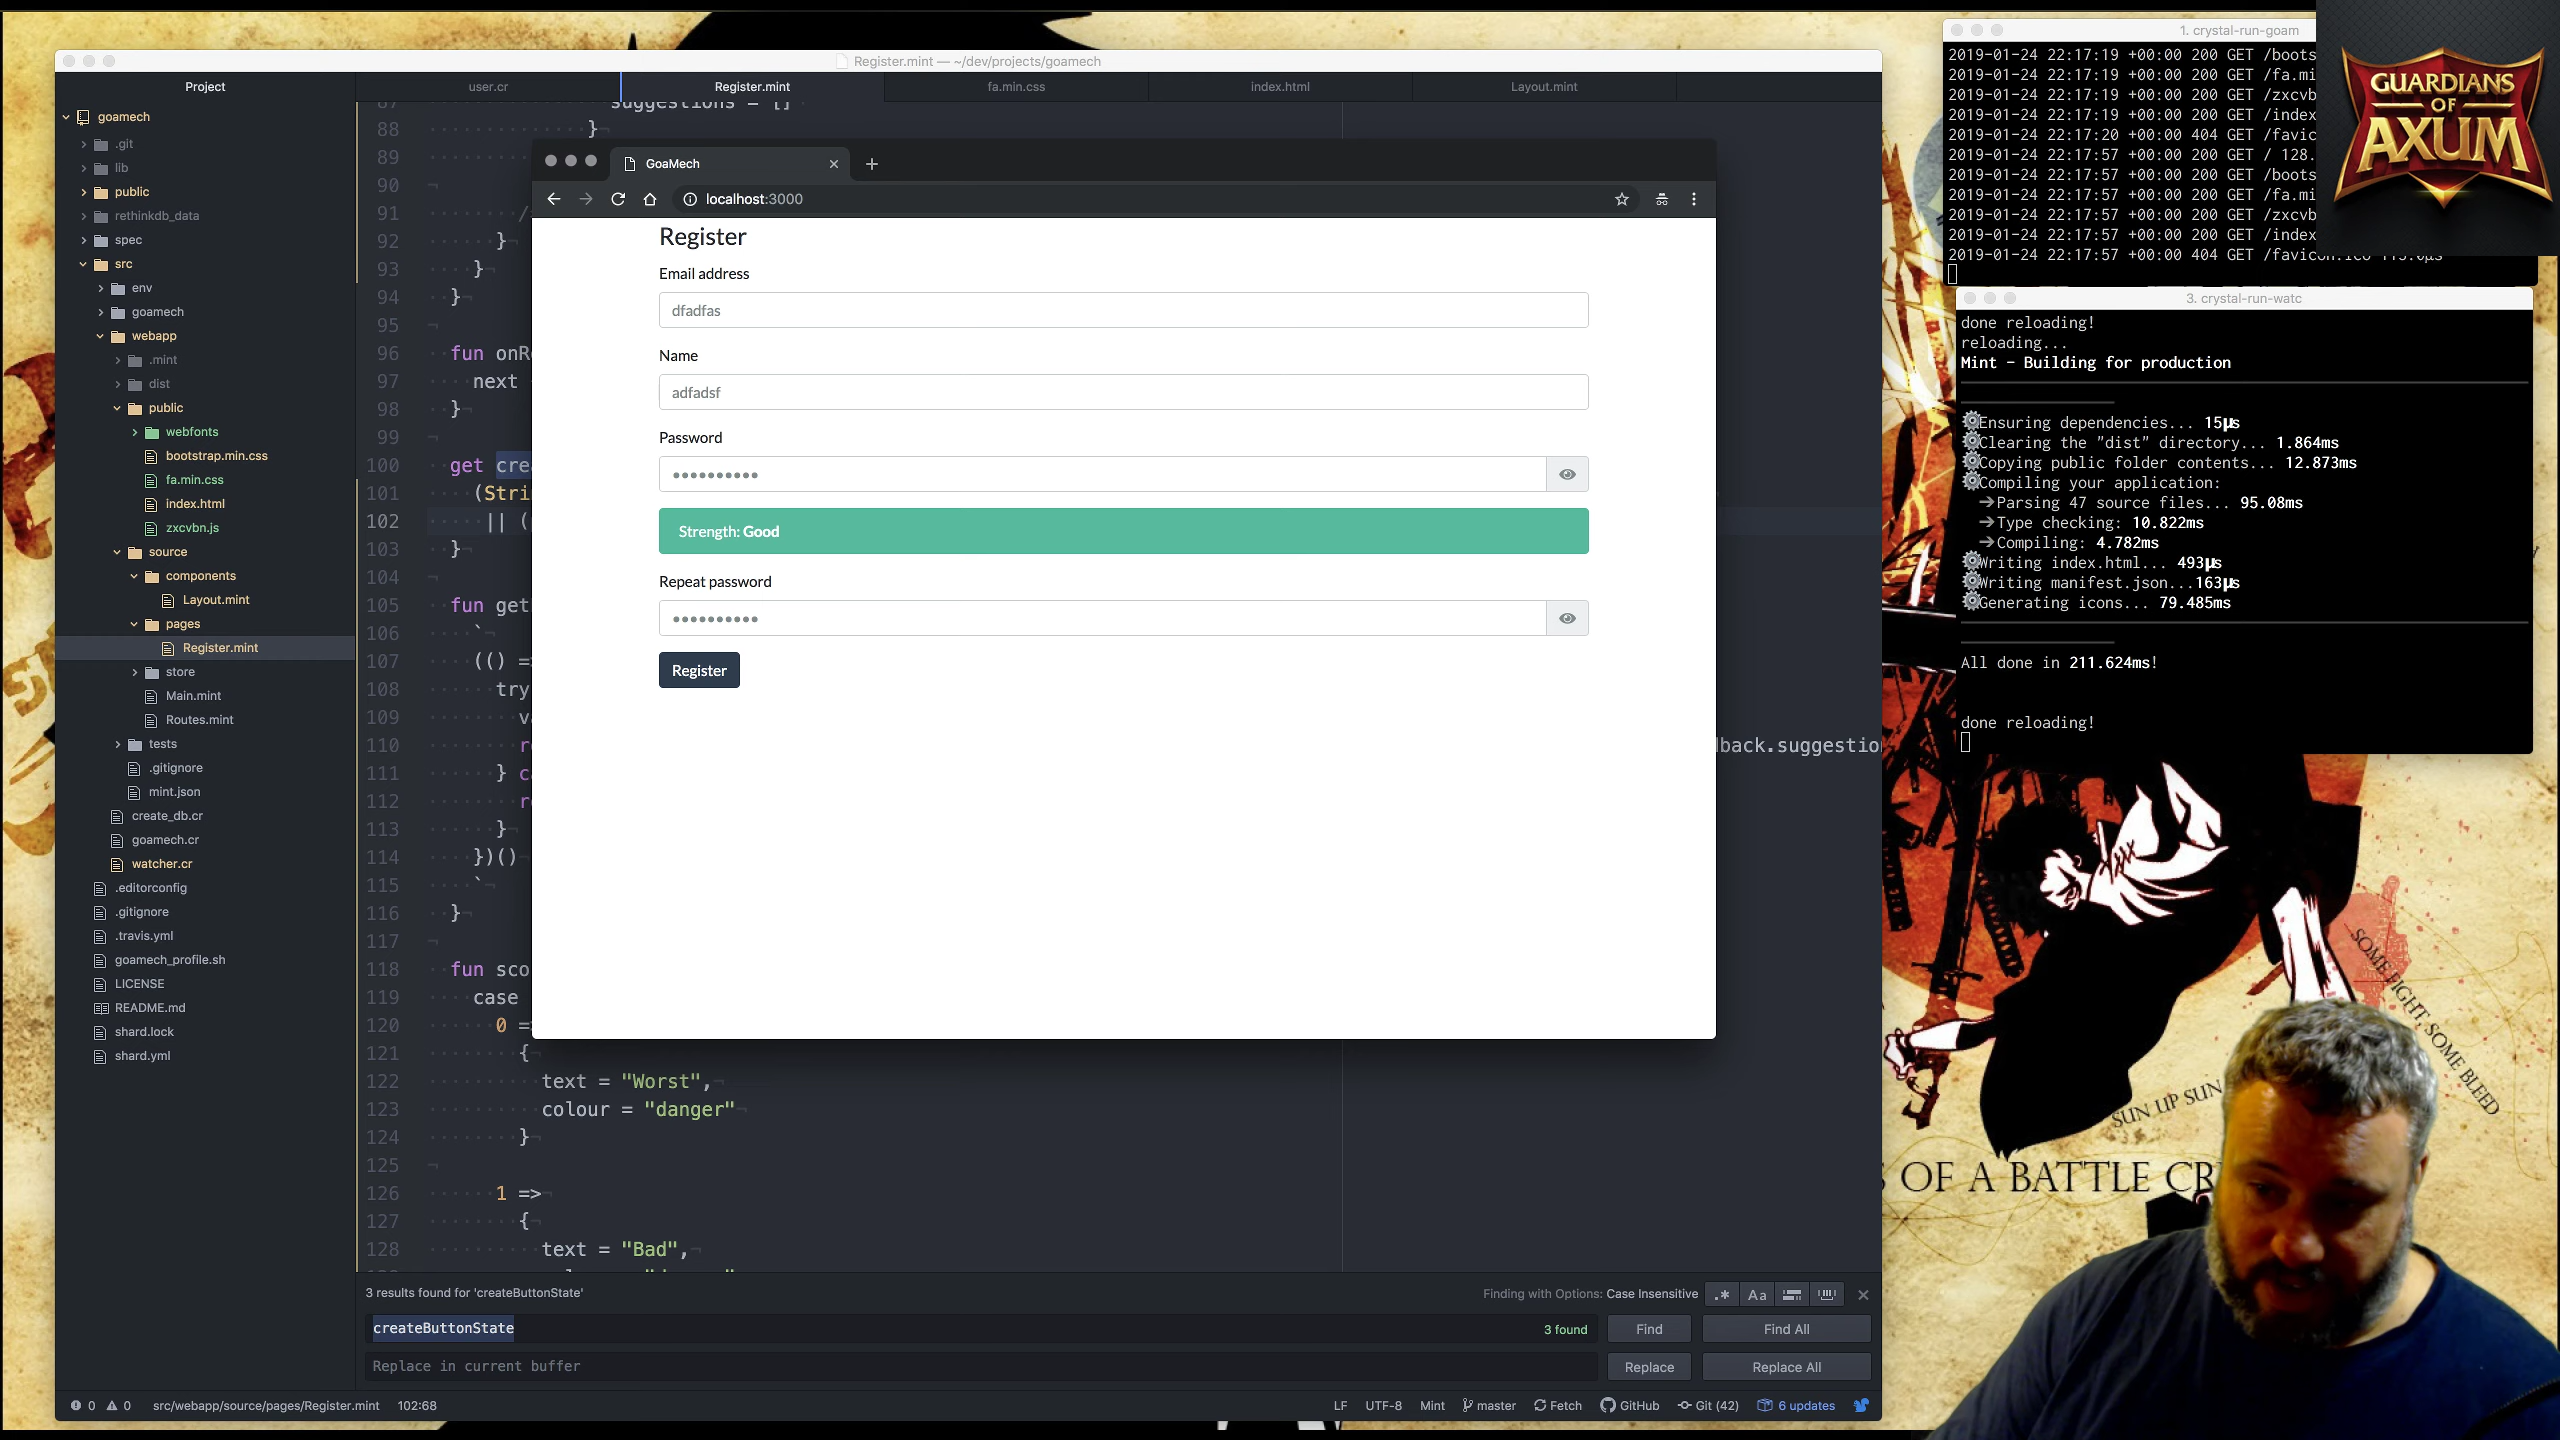 Register.mint — ~/dev/projects/goamech
Project
user.cr
Register.mint
fa.min.css
index.html
Layout.mint
goamech
.git
lib
public
rethinkdb_data
spec
src
env
goamech
webapp
.mint
dist
public
webfonts
bootstrap.min.css
fa.min.css
index.html
zxcvbn.js
source
components
Layout.mint
pages
Register.mint
store
Main.mint
Routes.mint
tests
.gitignore
mint.json
create_db.cr
goamech.cr
watcher.cr
.editorconfig
.gitignore
.travis.yml
goamech_profile.sh
LICENSE
README.md
shard.lock
shard.yml
suggestions = []
88 }
89
90
91 /
92 }
93 }
94 }
95
96 fun onR
97 next
98 }
99
100 get cre
101 (Stri
102 || (
103 }
104
105 fun get
106 `
107 (() =
108 try
109 v
110 r
back.suggestio
111 } c
112 r
113 }
114 })()
115 `
116 }
117
118 fun sco
119 case
120 0 =
121 {
122 text = "Worst",
123 colour = "danger"
124 }
125
126 1 =>
127 {
128 text = "Bad",
GoaMech
localhost:3000
Register
Email address
dfadfas
Name
adfadsf
Password
••••••••••
Strength: Good
Repeat password
••••••••••
Register
3 results found for 'createButtonState'
Finding with Options: Case Insensitive
.* Aa
createButtonState
3 found
Find
Find All
Replace in current buffer
Replace
Replace All
0 0 src/webapp/source/pages/Register.mint 102:68
LF UTF-8 Mint master Fetch GitHub Git (42) 6 updates
1. crystal-run-goam
2019-01-24 22:17:19 +00:00 200 GET /boots
2019-01-24 22:17:19 +00:00 200 GET /fa.mi
2019-01-24 22:17:19 +00:00 200 GET /zxcvb
2019-01-24 22:17:19 +00:00 200 GET /index
2019-01-24 22:17:20 +00:00 404 GET /favic
2019-01-24 22:17:57 +00:00 200 GET / 128.
2019-01-24 22:17:57 +00:00 200 GET /boots
2019-01-24 22:17:57 +00:00 200 GET /fa.mi
2019-01-24 22:17:57 +00:00 200 GET /zxcvb
2019-01-24 22:17:57 +00:00 200 GET /index
2019-01-24 22:17:57 +00:00 404 GET /favicon.ico
GUARDIANS
OF
AXUM
3. crystal-run-watc
done reloading!
reloading...
Mint - Building for production
Ensuring dependencies... 15µs
Clearing the "dist" directory... 1.864ms
Copying public folder contents... 12.873ms
Compiling your application:
Parsing 47 source files... 95.08ms
Type checking: 10.822ms
Compiling: 4.782ms
Writing index.html... 493µs
Writing manifest.json...163µs
Generating icons... 79.485ms
All done in 211.624ms!
done reloading!
SOME FIGHT, SOME BLEED
SUN UP SUN
OF A BATTLE CR